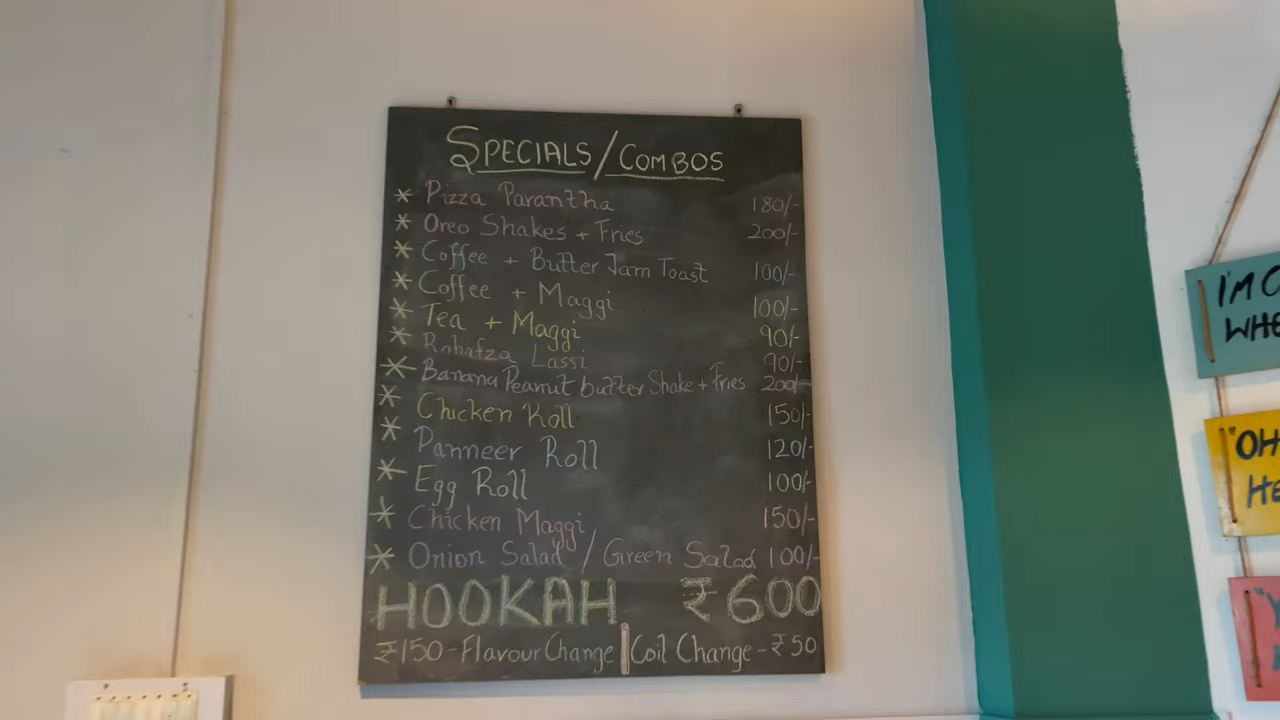 SPECIALS/COMBOS
* Pizza Parantha 180/-
* Oreo Shakes + Fries 200/-
* Coffee + Butter Jam Toast 100/-
* Coffee + Maggi 100/-
* Tea + Maggi 90/-
* Rohafza Lassi 90/-
* Banana Peanut butter Shake + Fries 200/-
* Chicken Roll 150/-
* Panneer Roll 120/-
* Egg Roll 100/-
* Chicken Maggi 150/-
* Onion Salad / Green Salad 100/-
HOOKAH ₹600
₹150-Flavour Change | Coil Change - ₹50
I'M
"OH